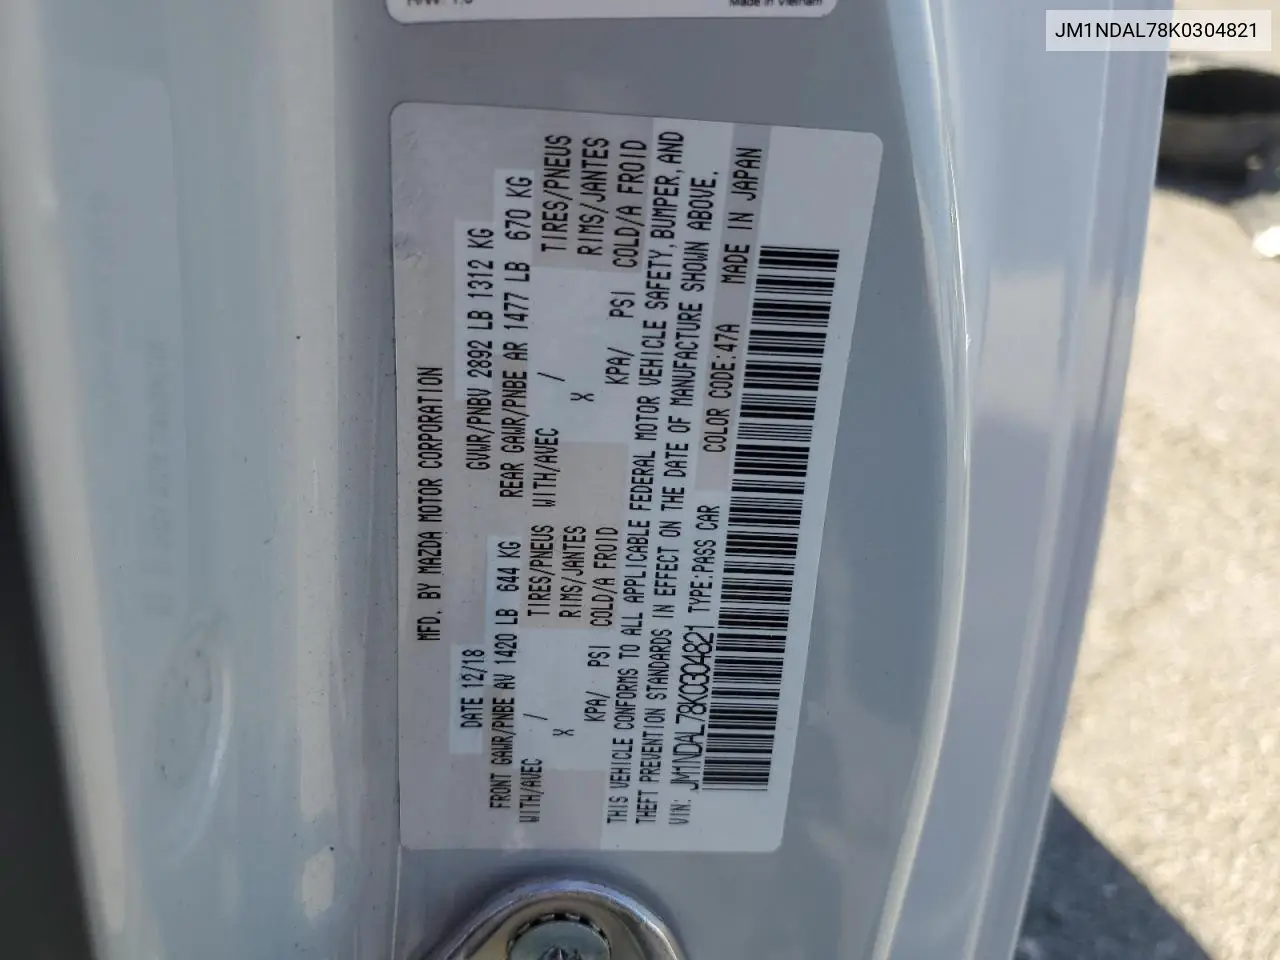 JM1NDAL78K0304821
Made in Vietnam
MFD. BY MAZDA MOTOR CORPORATION
DATE 12/18 GVWR/PNBV 2892 LB 1312 KG
FRONT GAWR/PNBE AV 1420 LB 644 KG REAR GAWR/PNBE AR 1477 LB 670 KG
WITH/AVEC / TIRES/PNEUS WITH/AVEC / TIRES/PNEUS
X RIMS/JANTES X RIMS/JANTES
KPA/ PSI COLD/A FROID KPA/ PSI COLD/A FROID
THIS VEHICLE CONFORMS TO ALL APPLICABLE FEDERAL MOTOR VEHICLE SAFETY, BUMPER, AND
THEFT PREVENTION STANDARDS IN EFFECT ON THE DATE OF MANUFACTURE SHOWN ABOVE.
VIN: JM1NDAL78K0304821 TYPE:PASS CAR COLOR CODE:47A MADE IN JAPAN